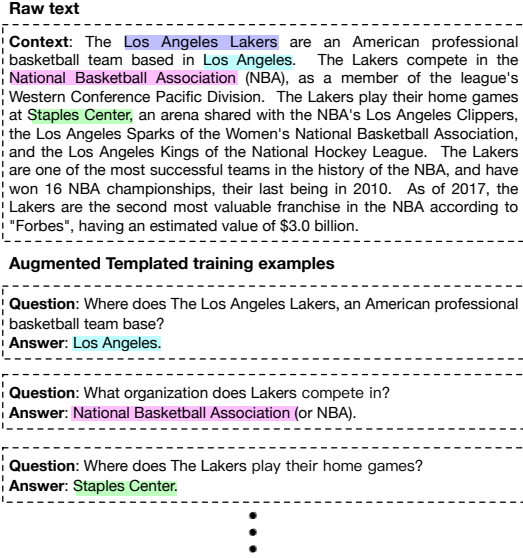 Raw text
Context: The Los Angeles Lakers are an American professional
basketball team based in Los Angeles. The Lakers compete in the
National Basketball Association (NBA), as a member of the league's
Western Conference Pacific Division. The Lakers play their home games
at Staples Center, an arena shared with the NBA's Los Angeles Clippers,
the Los Angeles Sparks of the Women's National Basketball Association,
and the Los Angeles Kings of the National Hockey League. The Lakers
are one of the most successful teams in the history of the NBA, and have
won 16 NBA championships, their last being in 2010. As of 2017, the
Lakers are the second most valuable franchise in the NBA according to
"Forbes", having an estimated value of $3.0 billion.
Augmented Templated training examples
Question: Where does The Los Angeles Lakers, an American professional
basketball team base?
Answer: Los Angeles.
Question: What organization does Lakers compete in?
Answer: National Basketball Association (or NBA).
Question: Where does The Lakers play their home games?
Answer: Staples Center.